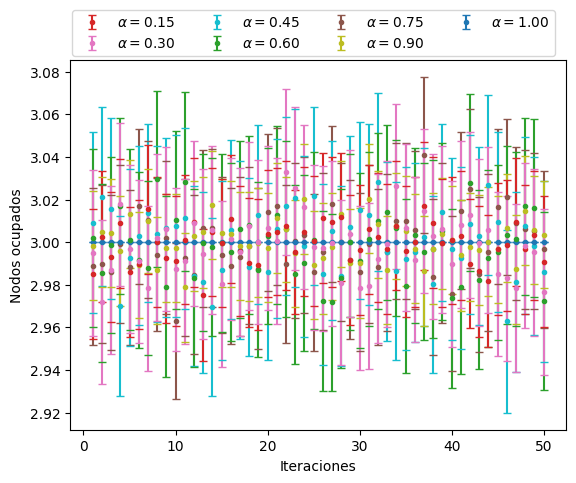 α = 0.15 α = 0.45 α = 0.75 α = 1.00
α = 0.30 α = 0.60 α = 0.90
3.08
3.06
3.04
3.02
3.00
2.98
2.96
2.94
2.92
Nodos ocupados
0 10 20 30 40 50
Iteraciones